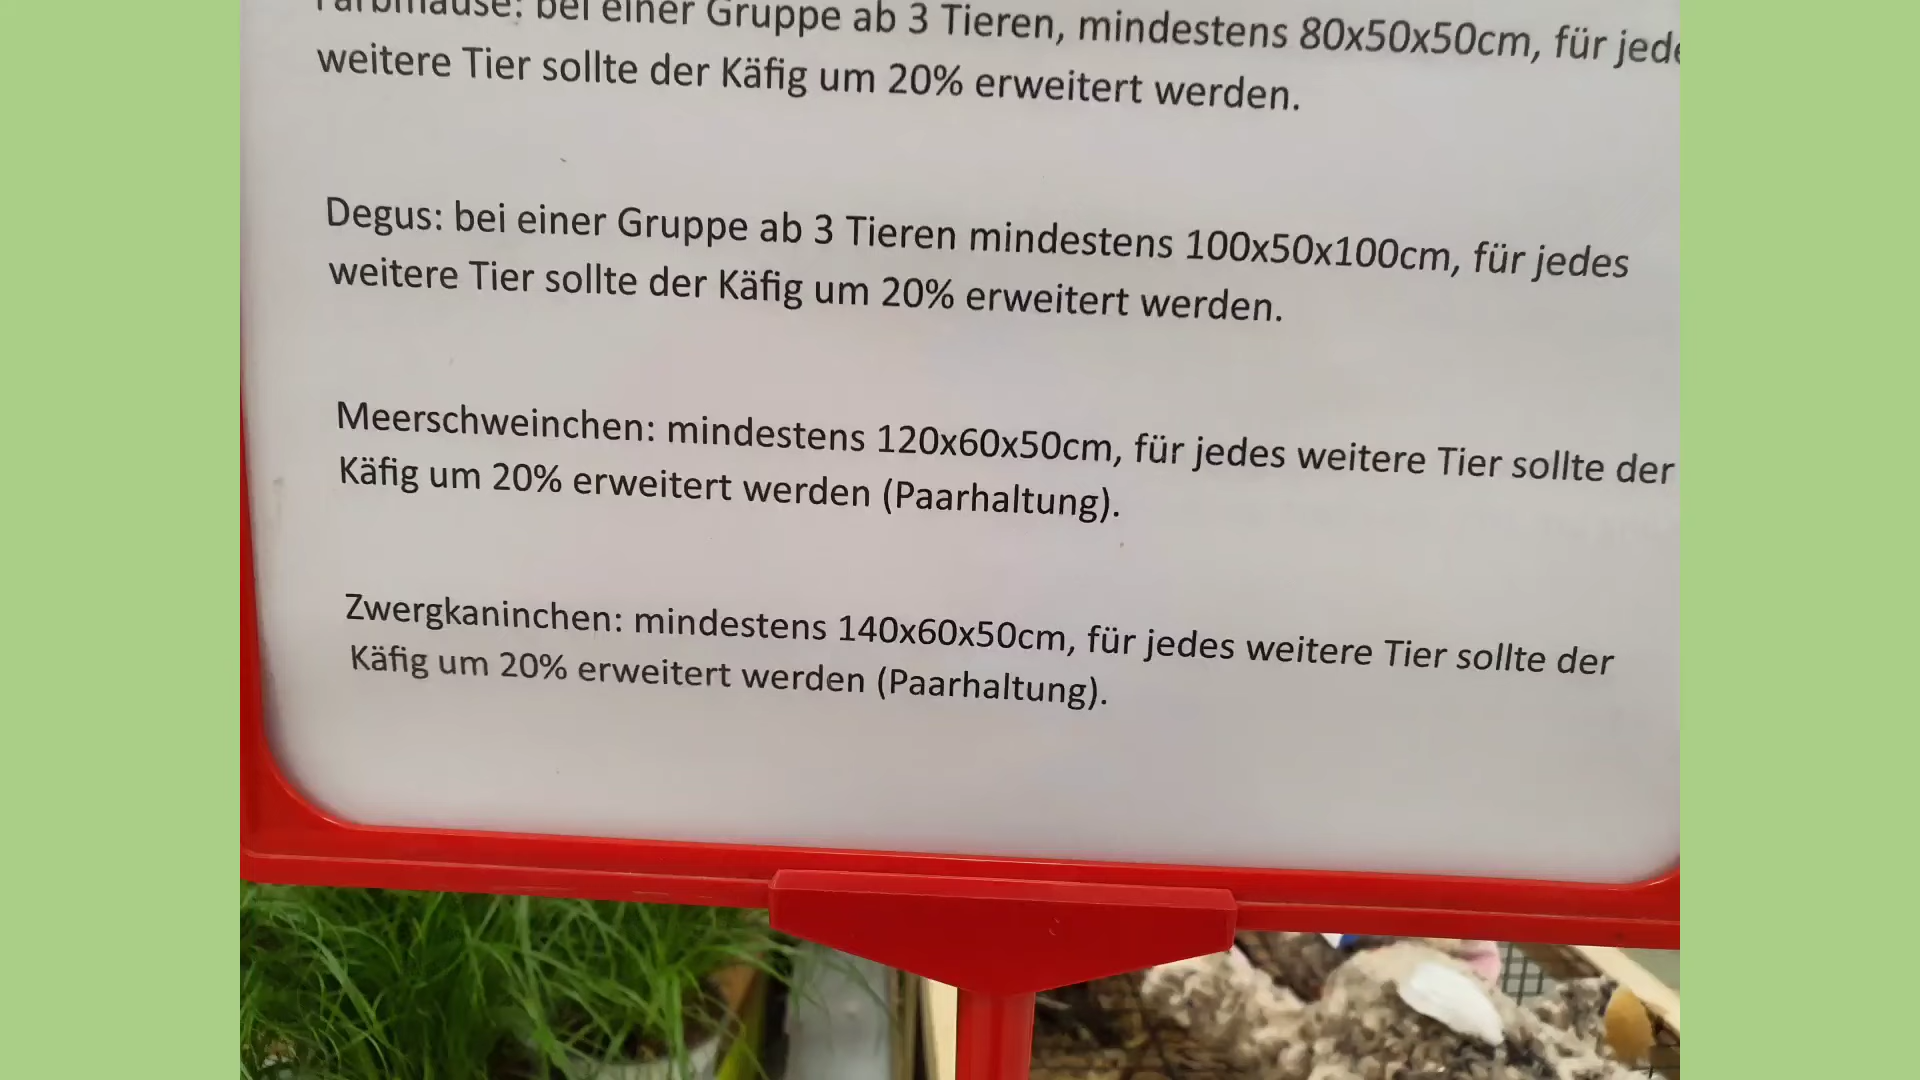 Farbmäuse: bei einer Gruppe ab 3 Tieren, mindestens 80x50x50cm, für jede
weitere Tier sollte der Käfig um 20% erweitert werden.
Degus: bei einer Gruppe ab 3 Tieren mindestens 100x50x100cm, für jedes
weitere Tier sollte der Käfig um 20% erweitert werden.
Meerschweinchen: mindestens 120x60x50cm, für jedes weitere Tier sollte der
Käfig um 20% erweitert werden (Paarhaltung).
Zwergkaninchen: mindestens 140x60x50cm, für jedes weitere Tier sollte der
Käfig um 20% erweitert werden (Paarhaltung).